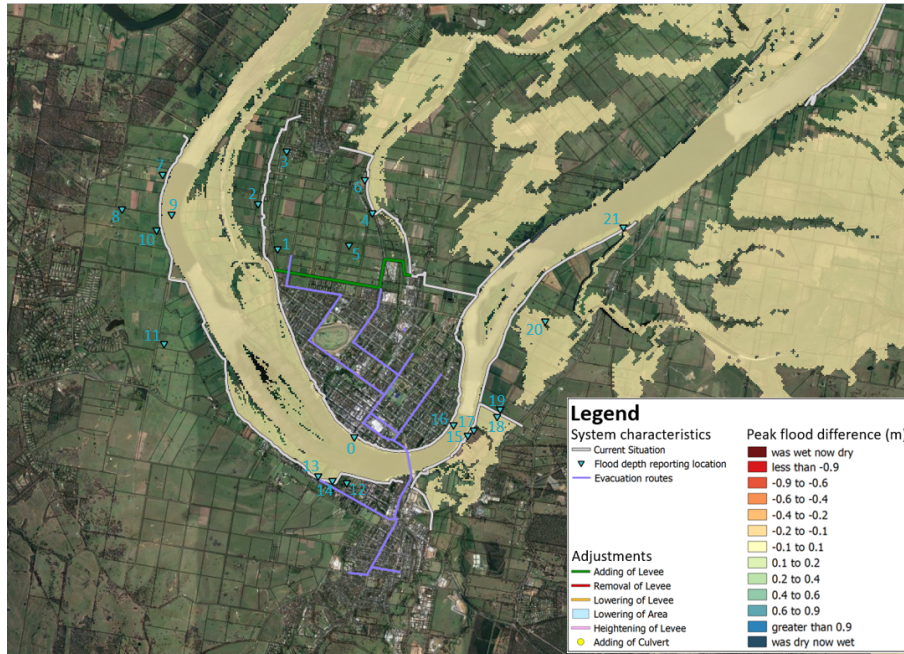 3
7
6
2
8
9
4
21
10
1
5
20
11
19
18
16
17
15
0
13
14
12
Legend
System characteristics
Current Situation
Flood depth reporting location
Evacuation routes
Adjustments
Adding of Levee
Removal of Levee
Lowering of Levee
Lowering of Area
Heightening of Levee
Adding of Culvert
Peak flood difference (m)
was wet now dry
less than -0.9
-0.9 to -0.6
-0.6 to -0.4
-0.4 to -0.2
-0.2 to -0.1
-0.1 to 0.1
0.1 to 0.2
0.2 to 0.4
0.4 to 0.6
0.6 to 0.9
greater than 0.9
was dry now wet